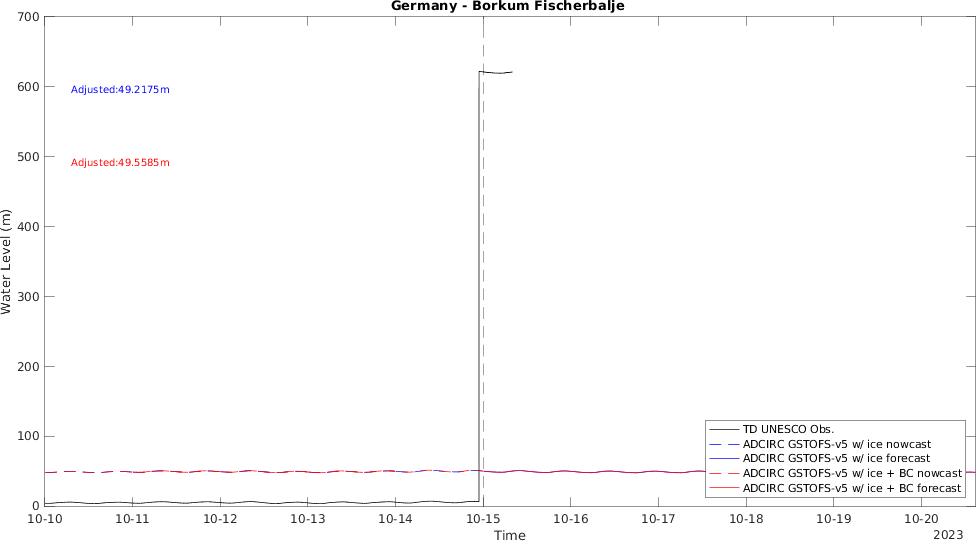 Germany - Borkum Fischerbalje
700
600
500
400
300
200
100
0
Water Level (m)
Adjusted:49.2175m
Adjusted:49.5585m
TD UNESCO Obs.
ADCIRC GSTOFS-v5 w/ ice nowcast
ADCIRC GSTOFS-v5 w/ ice forecast
ADCIRC GSTOFS-v5 w/ ice + BC nowcast
ADCIRC GSTOFS-v5 w/ ice + BC forecast
10-10 10-11 10-12 10-13 10-14 10-15 10-16 10-17 10-18 10-19 10-20
Time
2023